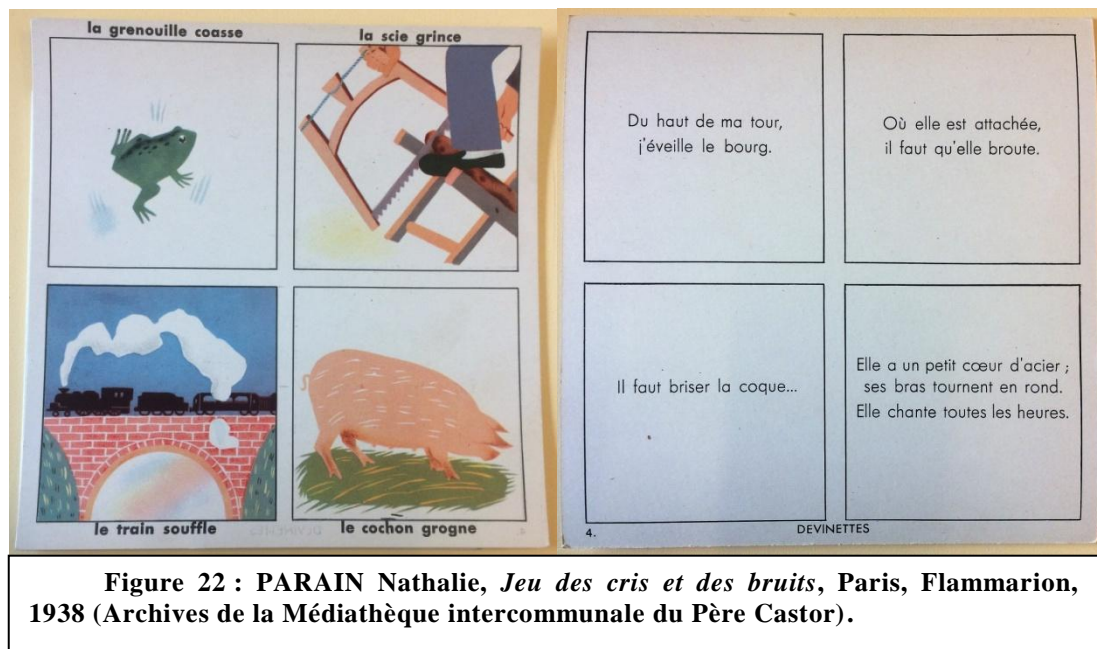 la grenouille coasse
la scie grince
le train souffle
le cochon grogne
Du haut de ma tour,
j'éveille le bourg.
Où elle est attachée,
il faut qu'elle broute.
Il faut briser la coque...
Elle a un petit cœur d'acier ;
ses bras tournent en rond.
Elle chante toutes les heures.
4.
DEVINETTES
Figure 22 : PARAIN Nathalie, Jeu des cris et des bruits, Paris, Flammarion,
1938 (Archives de la Médiathèque intercommunale du Père Castor).